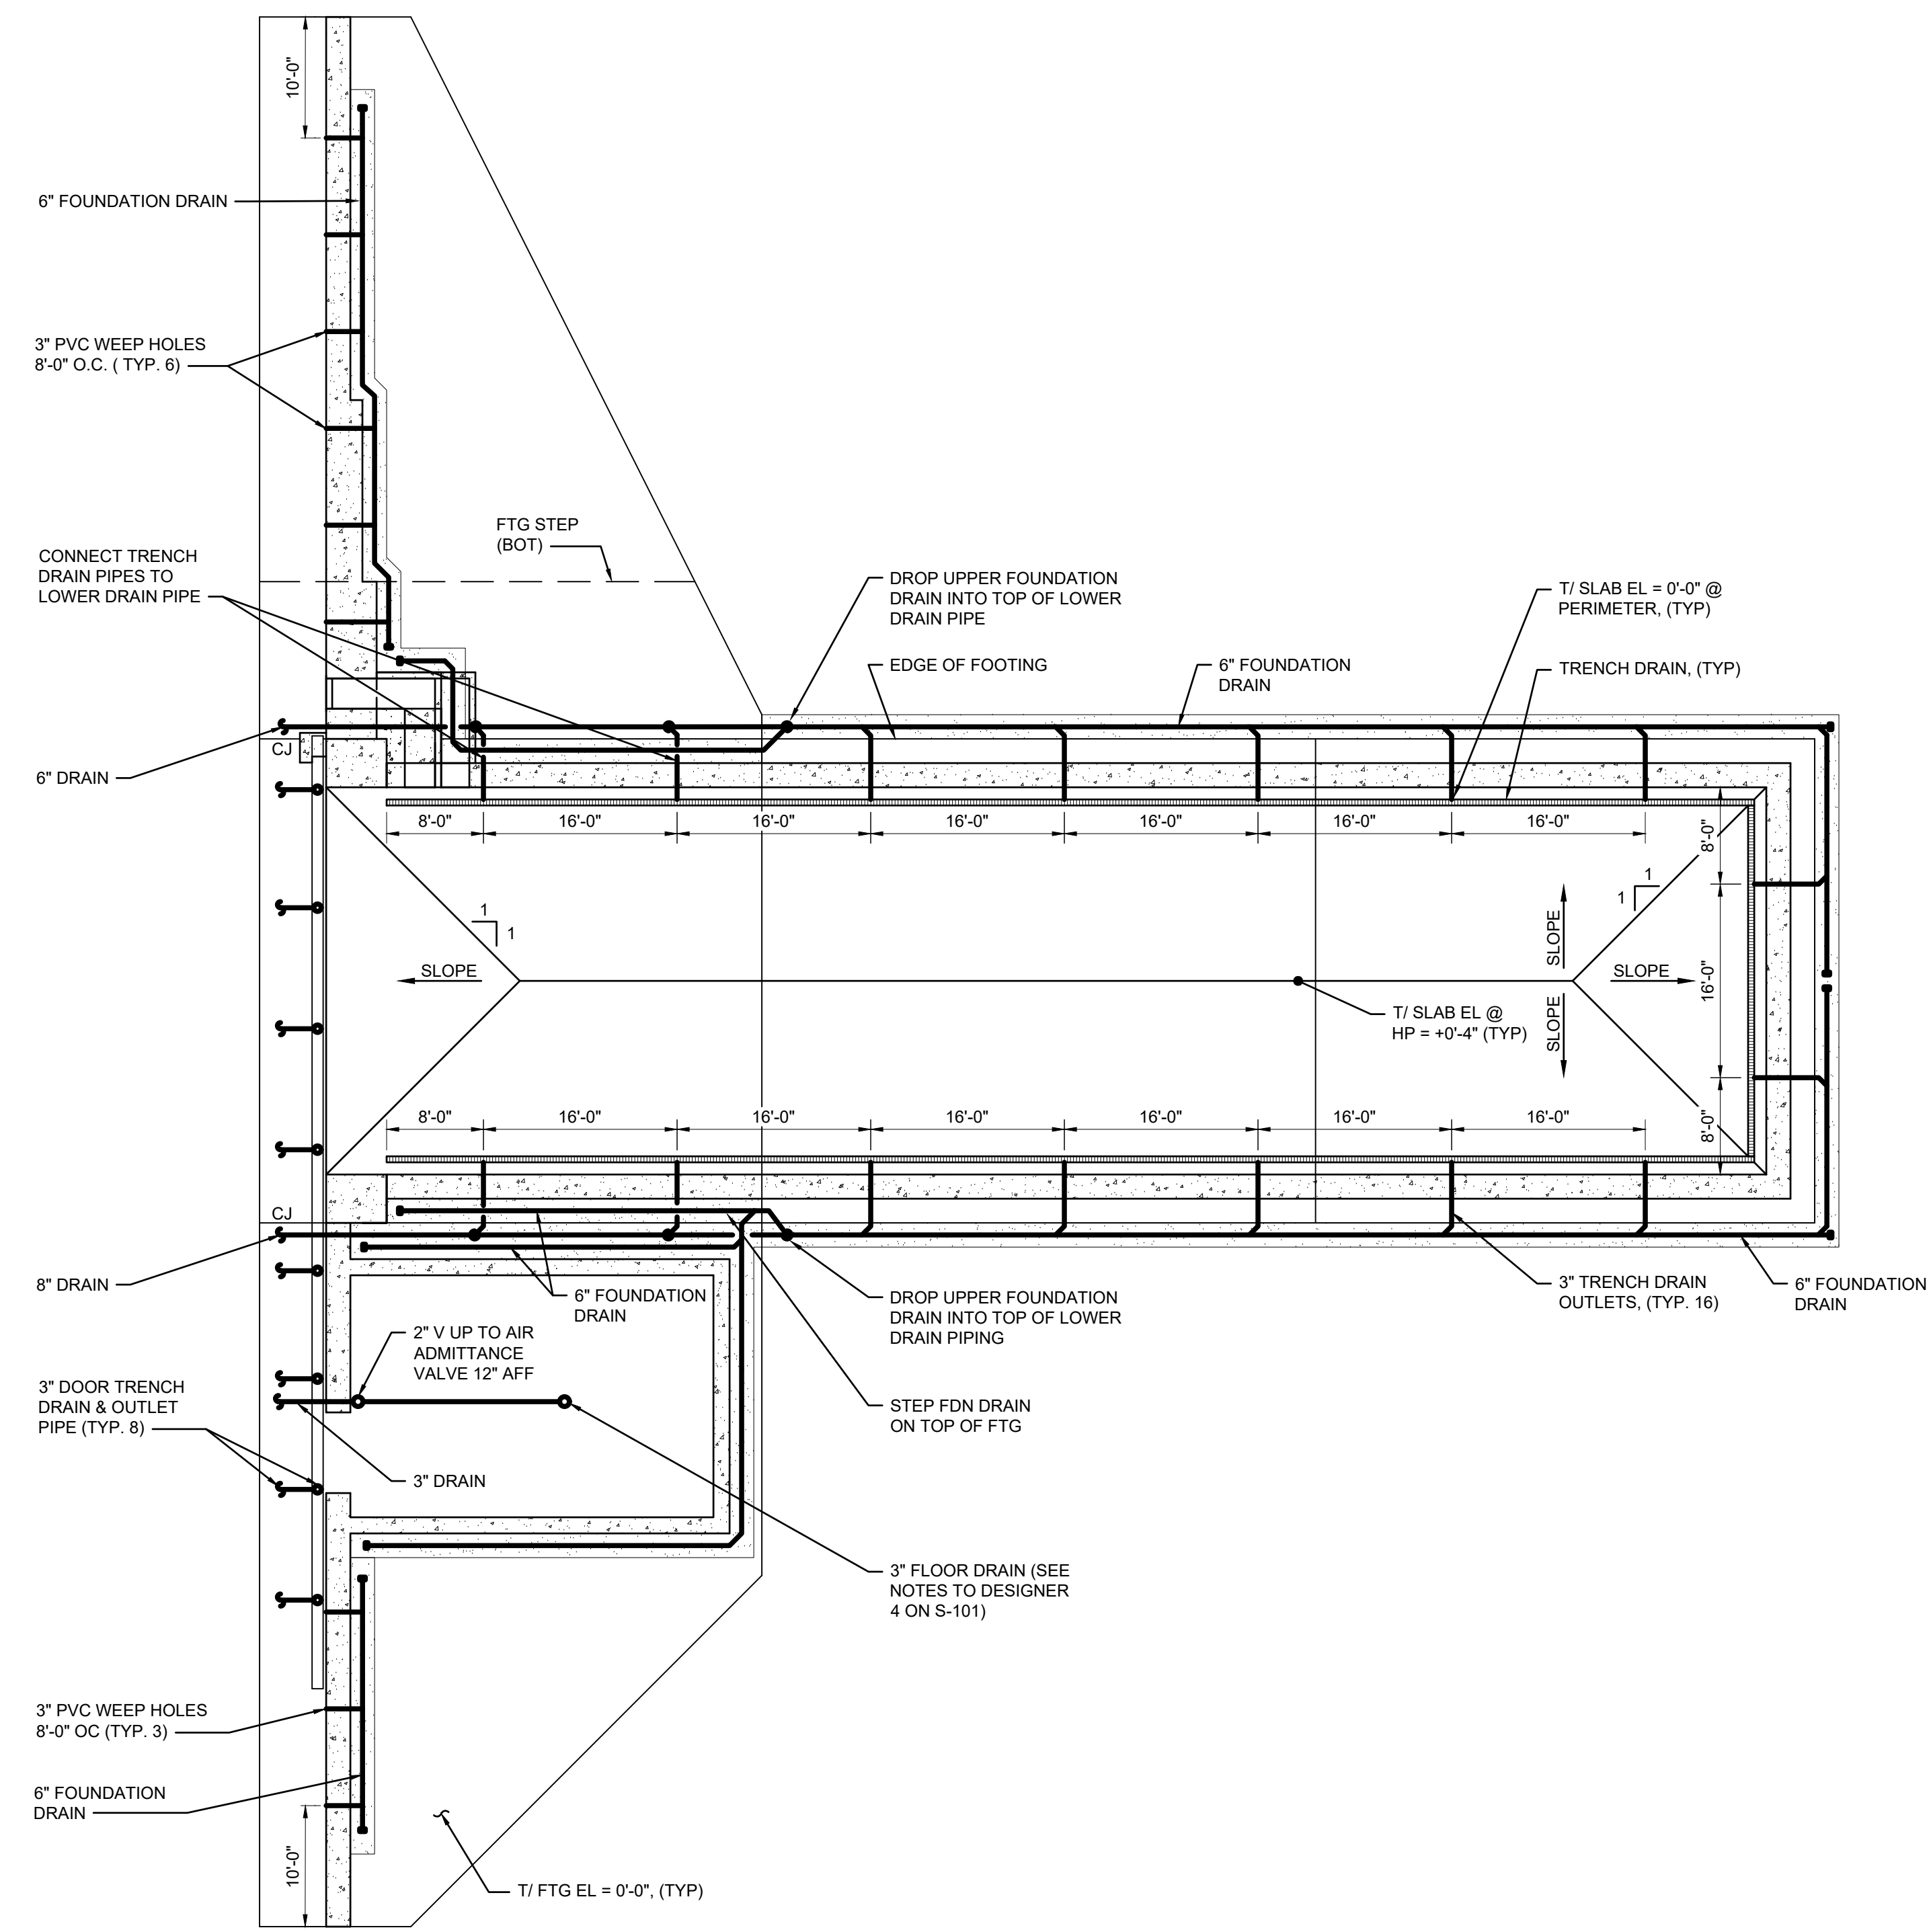 10'-0"
6" FOUNDATION DRAIN
3" PVC WEEP HOLES
8'-0" O.C. ( TYP. 6)
FTG STEP
(BOT)
CONNECT TRENCH
DRAIN PIPES TO
LOWER DRAIN PIPE
DROP UPPER FOUNDATION
DRAIN INTO TOP OF LOWER
DRAIN PIPE
T/ SLAB EL = 0'-0" @
PERIMETER, (TYP)
EDGE OF FOOTING
6" FOUNDATION
DRAIN
TRENCH DRAIN, (TYP)
CJ
6" DRAIN
8'-0"
16'-0"
16'-0"
16'-0"
16'-0"
16'-0"
16'-0"
8'-0"
1
1
1
1
SLOPE
SLOPE
SLOPE
SLOPE
16'-0"
T/ SLAB EL @
HP = +0'-4" (TYP)
8'-0"
16'-0"
16'-0"
16'-0"
16'-0"
16'-0"
16'-0"
8'-0"
CJ
8" DRAIN
6" FOUNDATION
DRAIN
DROP UPPER FOUNDATION
DRAIN INTO TOP OF LOWER
DRAIN PIPING
3" TRENCH DRAIN
OUTLETS, (TYP. 16)
6" FOUNDATION
DRAIN
2" V UP TO AIR
ADMITTANCE
VALVE 12" AFF
3" DOOR TRENCH
DRAIN & OUTLET
PIPE (TYP. 8)
STEP FDN DRAIN
ON TOP OF FTG
3" DRAIN
3" FLOOR DRAIN (SEE
NOTES TO DESIGNER
4 ON S-101)
3" PVC WEEP HOLES
8'-0" OC (TYP. 3)
6" FOUNDATION
DRAIN
10'-0"
T/ FTG EL = 0'-0", (TYP)